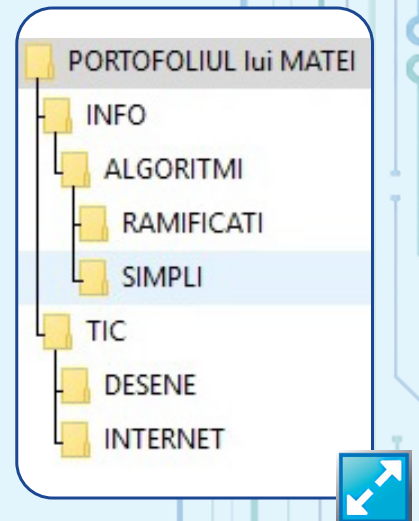 PORTOFOLIUL lui MATEI
INFO
ALGORITMI
RAMIFICATI
SIMPLI
TIC
DESENE
INTERNET